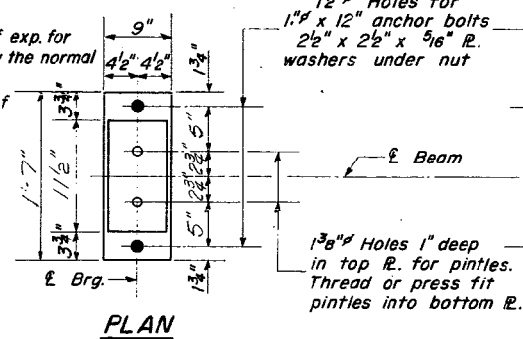 Holes for
1"ø x 12" anchor bolts
2½" x 2½" x 5/16" ℞.
washers under nut
f exp. for
the normal
f
9"
4½" 4½"
1¾"
3¾"
5"
2¾"
1'-7"
11½"
2¾"
5"
3¾"
1¾"
℄ Beam
℄ Brg.
1⅜"ø Holes 1" deep
in top ℞. for pintles.
Thread or press fit
pintles into bottom ℞.
PLAN